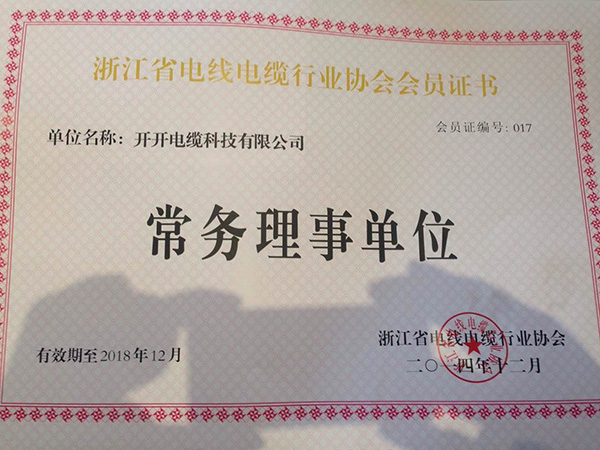 浙江省电线电缆行业协会会员证书
会员证编号: 017
单位名称: 开开电缆科技有限公司
常务理事单位
浙江省电线电缆行业协会
有效期至2018年12月
二〇一四年十二月